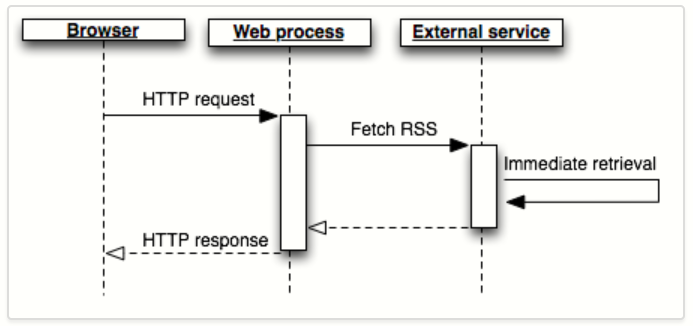 Browser
Web process
External service
HTTP request
Fetch RSS
Immediate retrieval
HTTP response